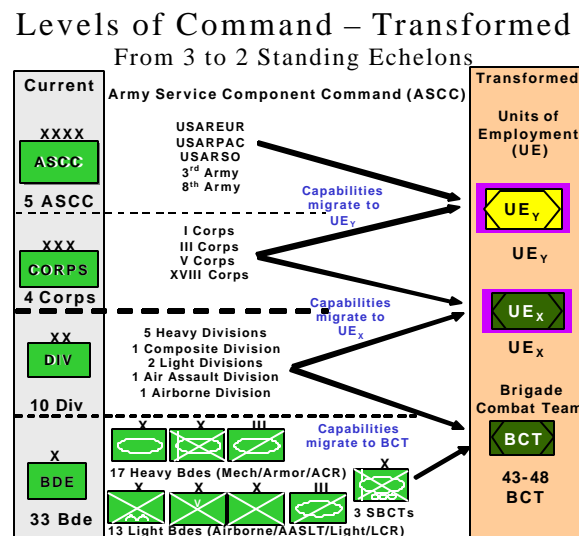 Levels of Command – Transformed
From 3 to 2 Standing Echelons
Current
XXXX
ASCC
5 ASCC
XXX
CORPS
4 Corps
XX
DIV
10 Div
X
BDE
33 Bde
Army Service Component Command (ASCC)
USAREUR
USARPAC
USARSO
3rd Army
8th Army
Capabilities
migrate to
UEY
I Corps
III Corps
V Corps
XVIII Corps
Capabilities
migrate to
UEX
5 Heavy Divisions
1 Composite Division
2 Light Divisions
1 Air Assault Division
1 Airborne Division
Capabilities
migrate to BCT
X X III
17 Heavy Bdes (Mech/Armor/ACR)
X
3 SBCTs
X X X III
V
13 Light Bdes (Airborne/AASLT/Light/LCR)
Transformed
Units of
Employment
(UE)
UEY
UEY
UEX
UEX
Brigade
Combat Team
BCT
43-48
BCT